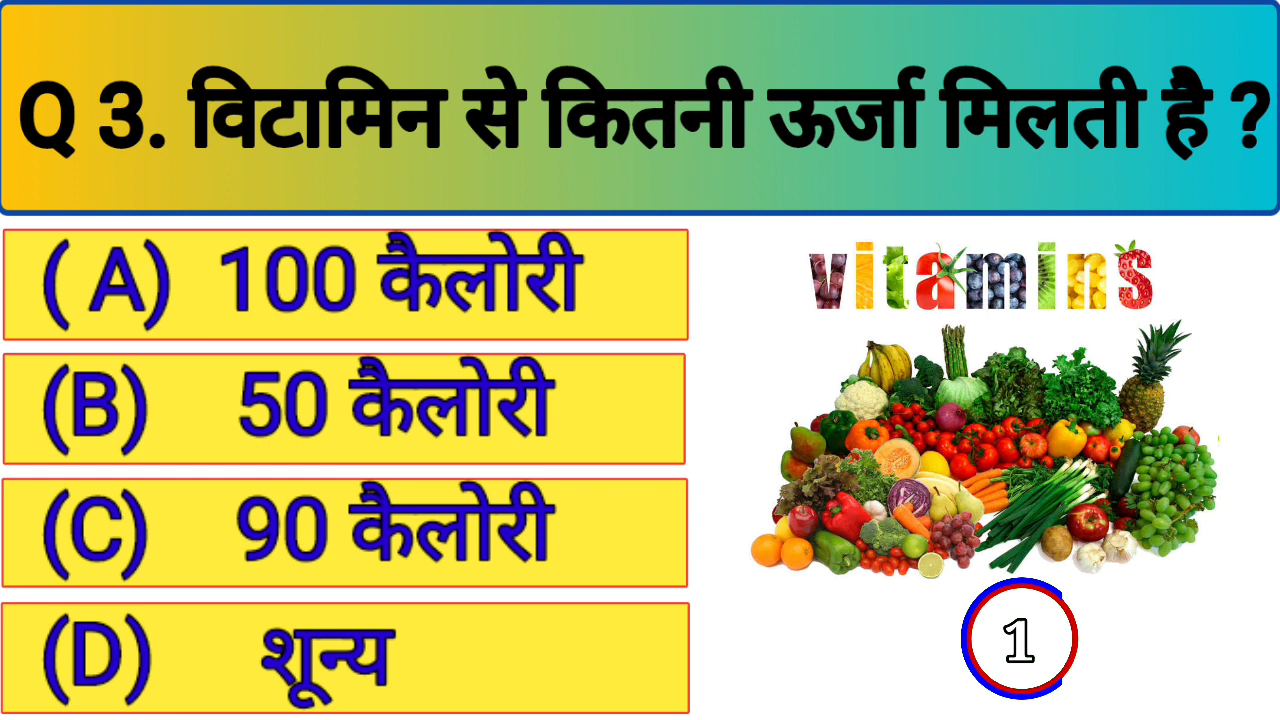 Q 3. विटामिन से कितनी ऊर्जा मिलती है ?
( A) 100 कैलोरी
(B) 50 कैलोरी
(C) 90 कैलोरी
(D) शून्य
vitamins
1